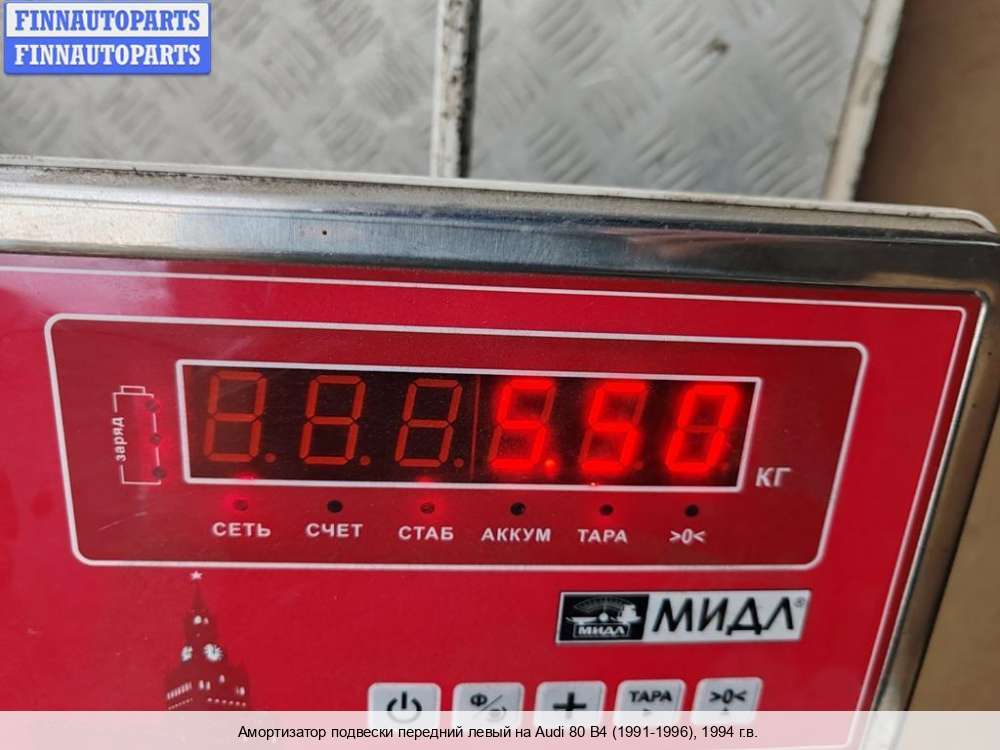 FINNAUTOPARTS
FINNAUTOPARTS
заряд
5.50
КГ
СЕТЬ СЧЕТ СТАБ АККУМ ТАРА >0<
МИДЛ МИДЛ®
Ф ТАРА >0<
Амортизатор подвески передний левый на Audi 80 B4 (1991-1996), 1994 г.в.